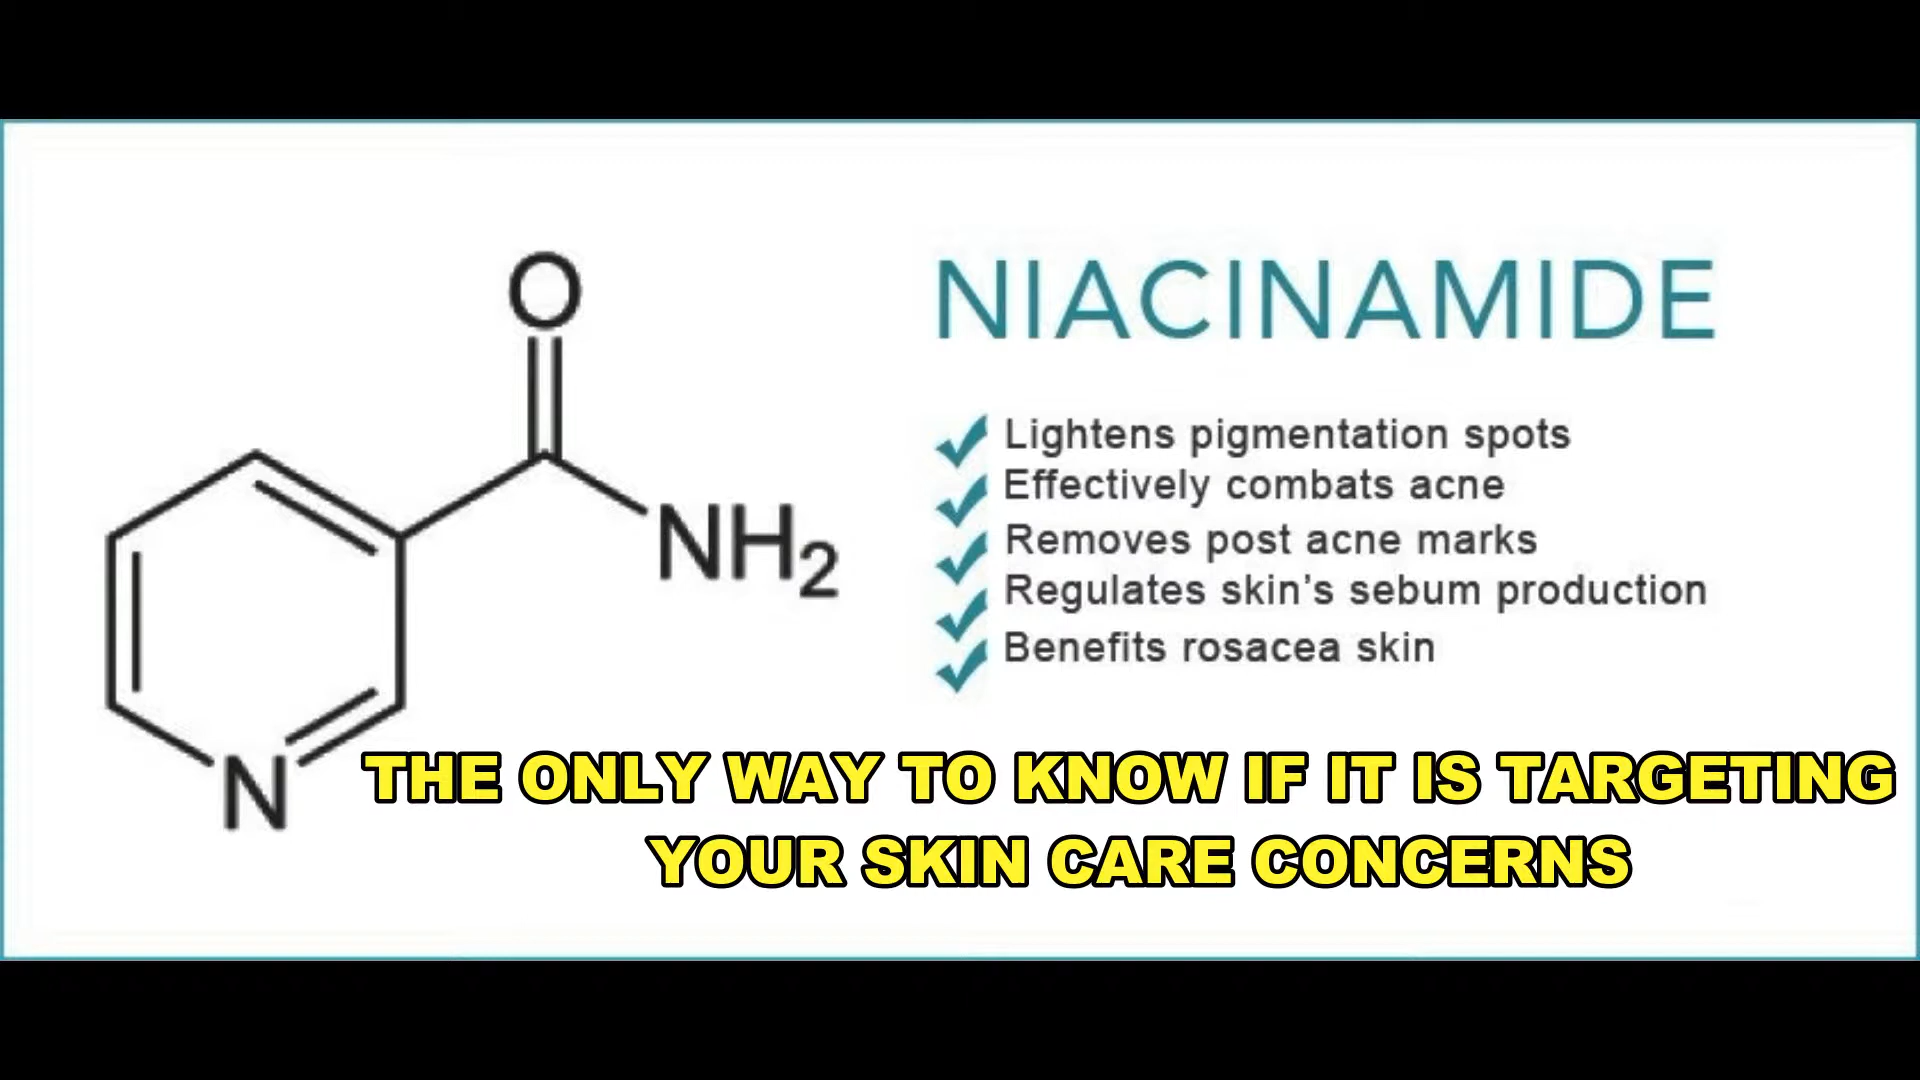 O
NH2
N
NIACINAMIDE
Lightens pigmentation spots
Effectively combats acne
Removes post acne marks
Regulates skin's sebum production
Benefits rosacea skin
THE ONLY WAY TO KNOW IF IT IS TARGETING
YOUR SKIN CARE CONCERNS